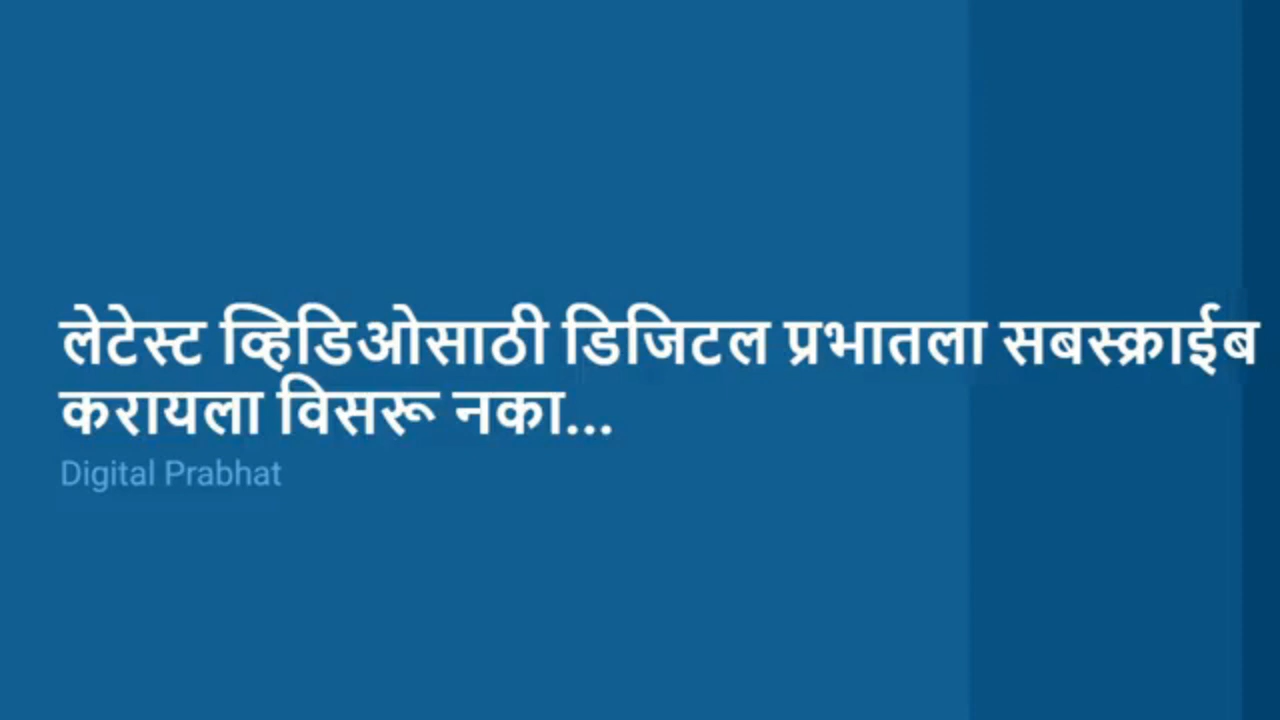 लेटेस्ट व्हिडिओसाठी डिजिटल प्रभातला सबस्क्राईब
करायला विसरू नका...
Digital Prabhat